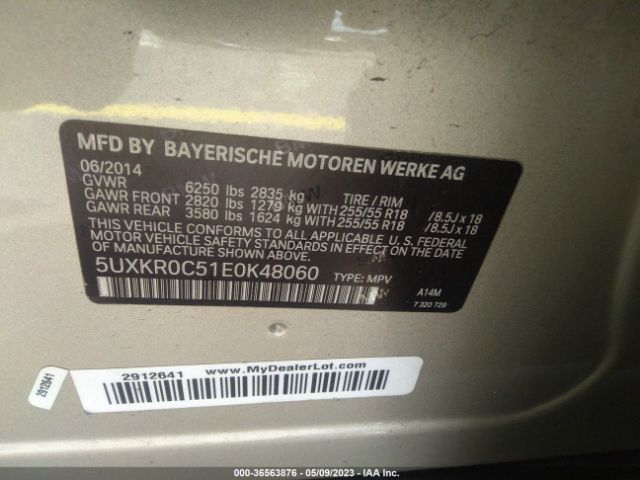 MFD BY BAYERISCHE MOTOREN WERKE AG
06/2014
GVWR 6250 lbs 2835 kg TIRE / RIM
GAWR FRONT 2820 lbs 1279 kg WITH 255/55 R18 /8.5J x 18
GAWR REAR 3580 lbs 1624 kg WITH 255/55 R18 /8.5J x 18
THIS VEHICLE CONFORMS TO ALL APPLICABLE U.S. FEDERAL
MOTOR VEHICLE SAFETY STANDARDS IN EFFECT ON THE DATE
OF MANUFACTURE SHOWN ABOVE.
5UXKR0C51E0K48060 TYPE: MPV
A14M
7 320 729
2912641 www.MyDealerLot.com
2912641
000-36563876 - 05/09/2023 - IAA Inc.